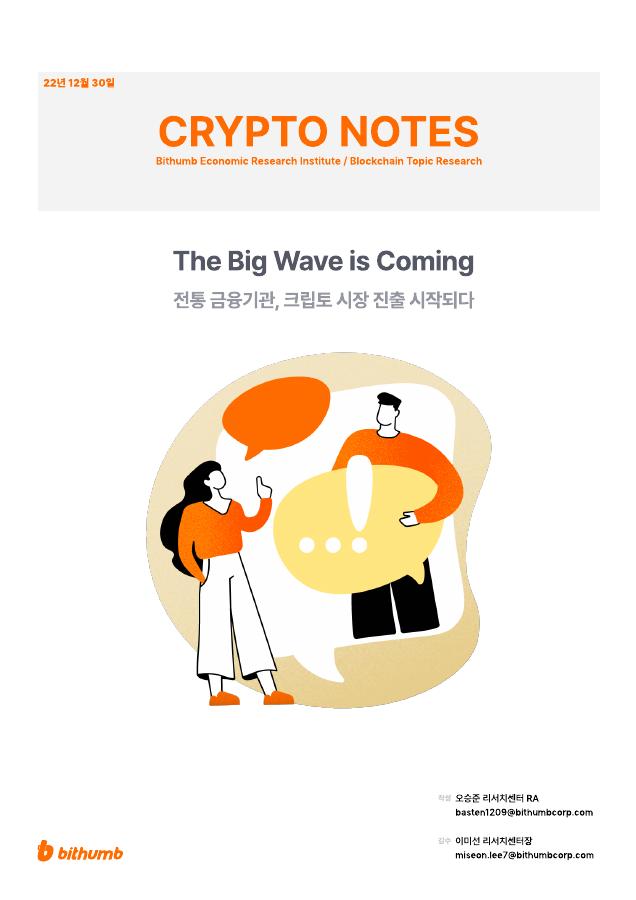 22년 12월 30일
CRYPTO NOTES
Bithumb Economic Research Institute / Blockchain Topic Research
The Big Wave is Coming
전통 금융기관, 크립토 시장 진출 시작되다
작성 오승준 리서치센터 RA
basten1209@bithumbcorp.com
감수 이미선 리서치센터장
miseon.lee7@bithumbcorp.com
bithumb